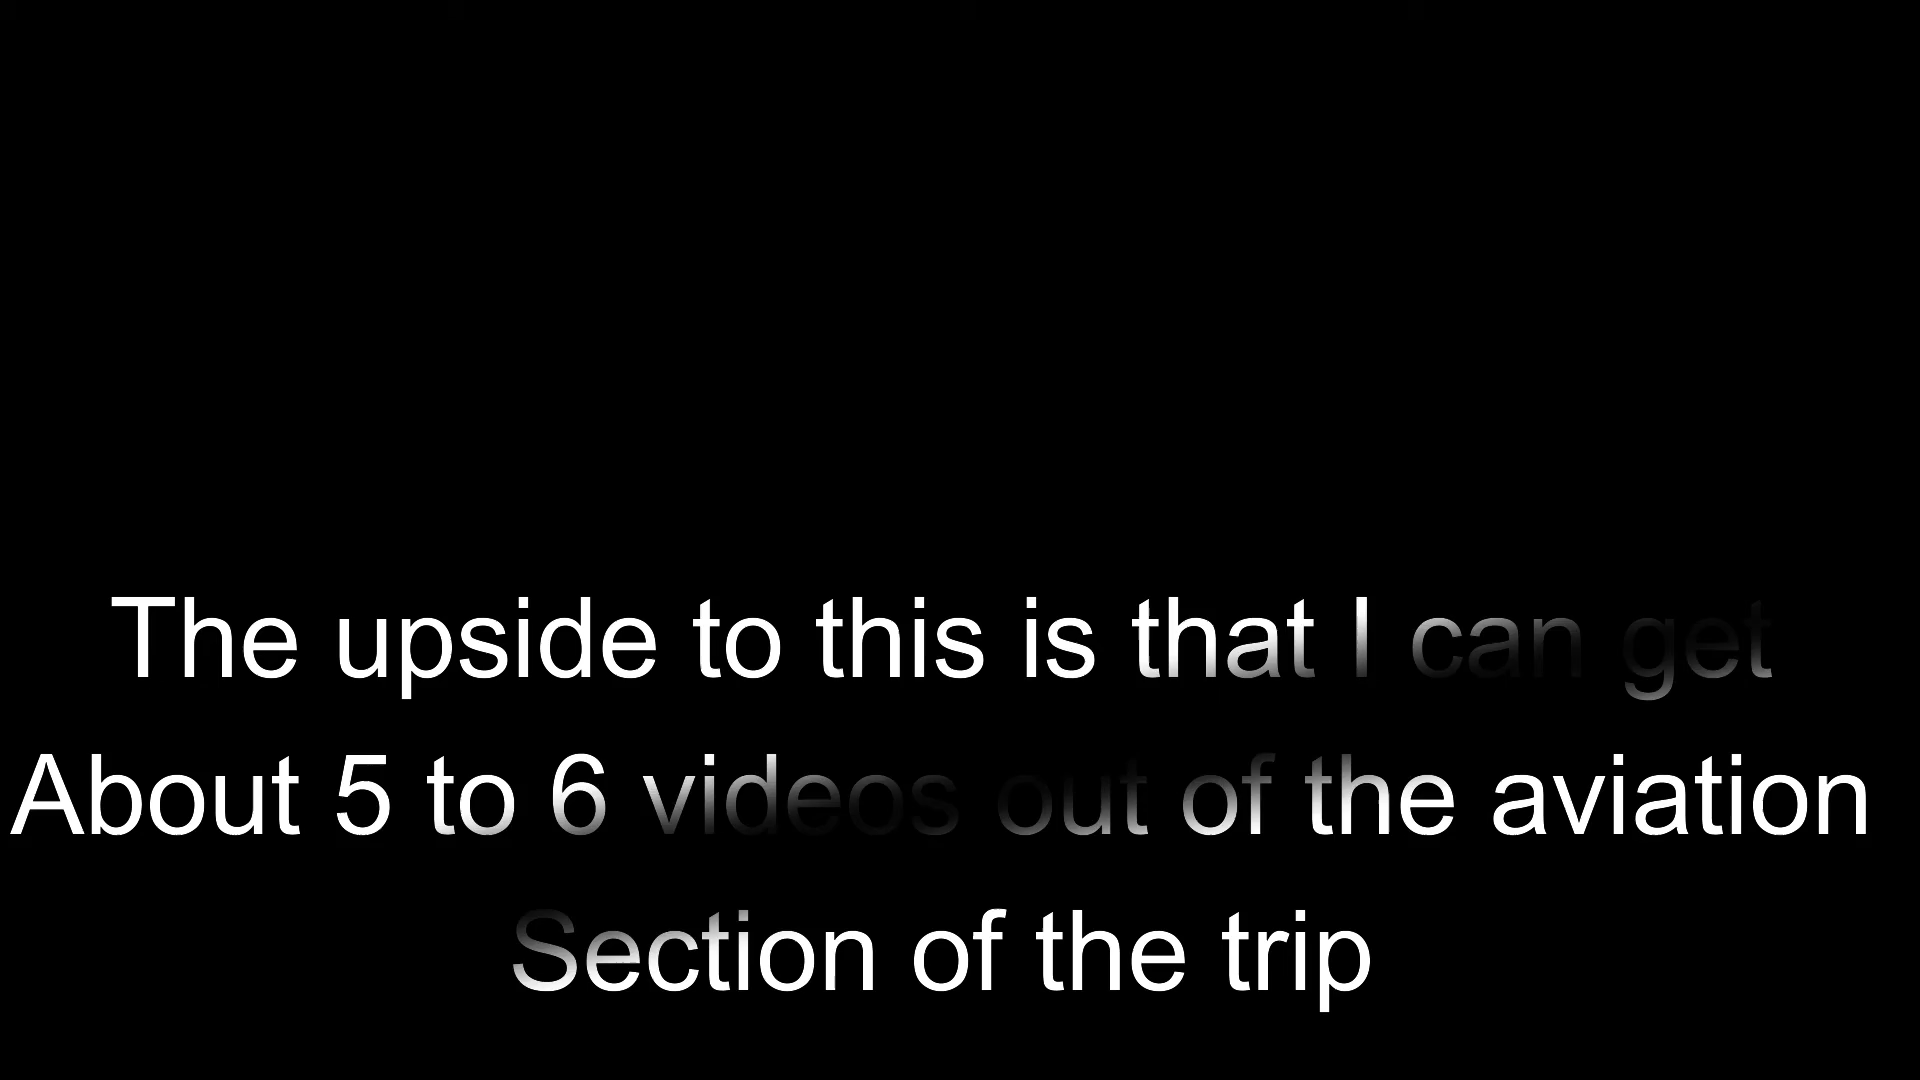 The upside to this is that I can get
About 5 to 6 videos out of the aviation
Section of the trip